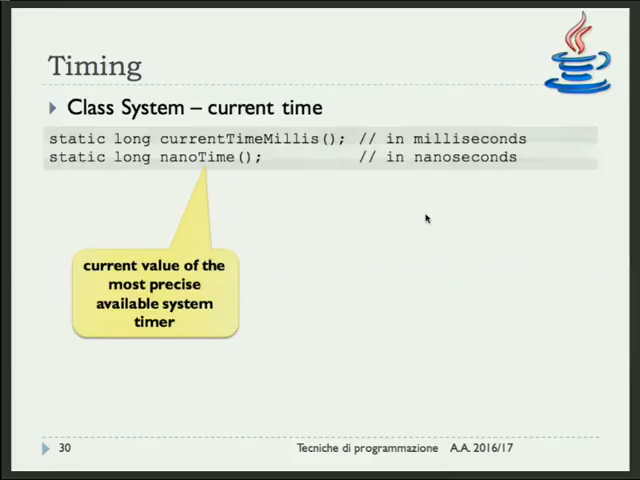 Timing
Class System – current time
static long currentTimeMillis(); // in milliseconds
static long nanoTime(); // in nanoseconds
current value of the
most precise
available system
timer
30 Tecniche di programmazione A.A. 2016/17